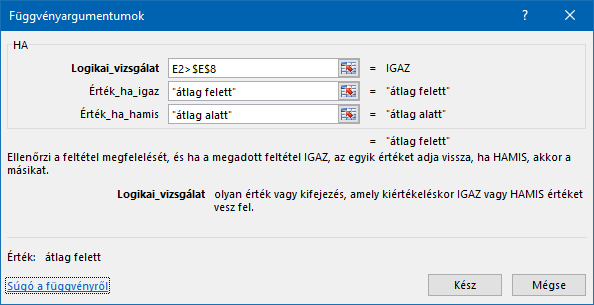 Függvényargumentumok ?
HA
Logikai_vizsgálat E2>$E$8 = IGAZ
Érték_ha_igaz "átlag felett" = "átlag felett"
Érték_ha_hamis "átlag alatt" = "átlag alatt"
= "átlag felett"
Ellenőrzi a feltétel megfelelését, és ha a megadott feltétel IGAZ, az egyik értéket adja vissza, ha HAMIS, akkor a
másikat.
Logikai_vizsgálat olyan érték vagy kifejezés, amely kiértékeléskor IGAZ vagy HAMIS értéket
vesz fel.
Érték: átlag felett
Súgó a függvényről Kész Mégse